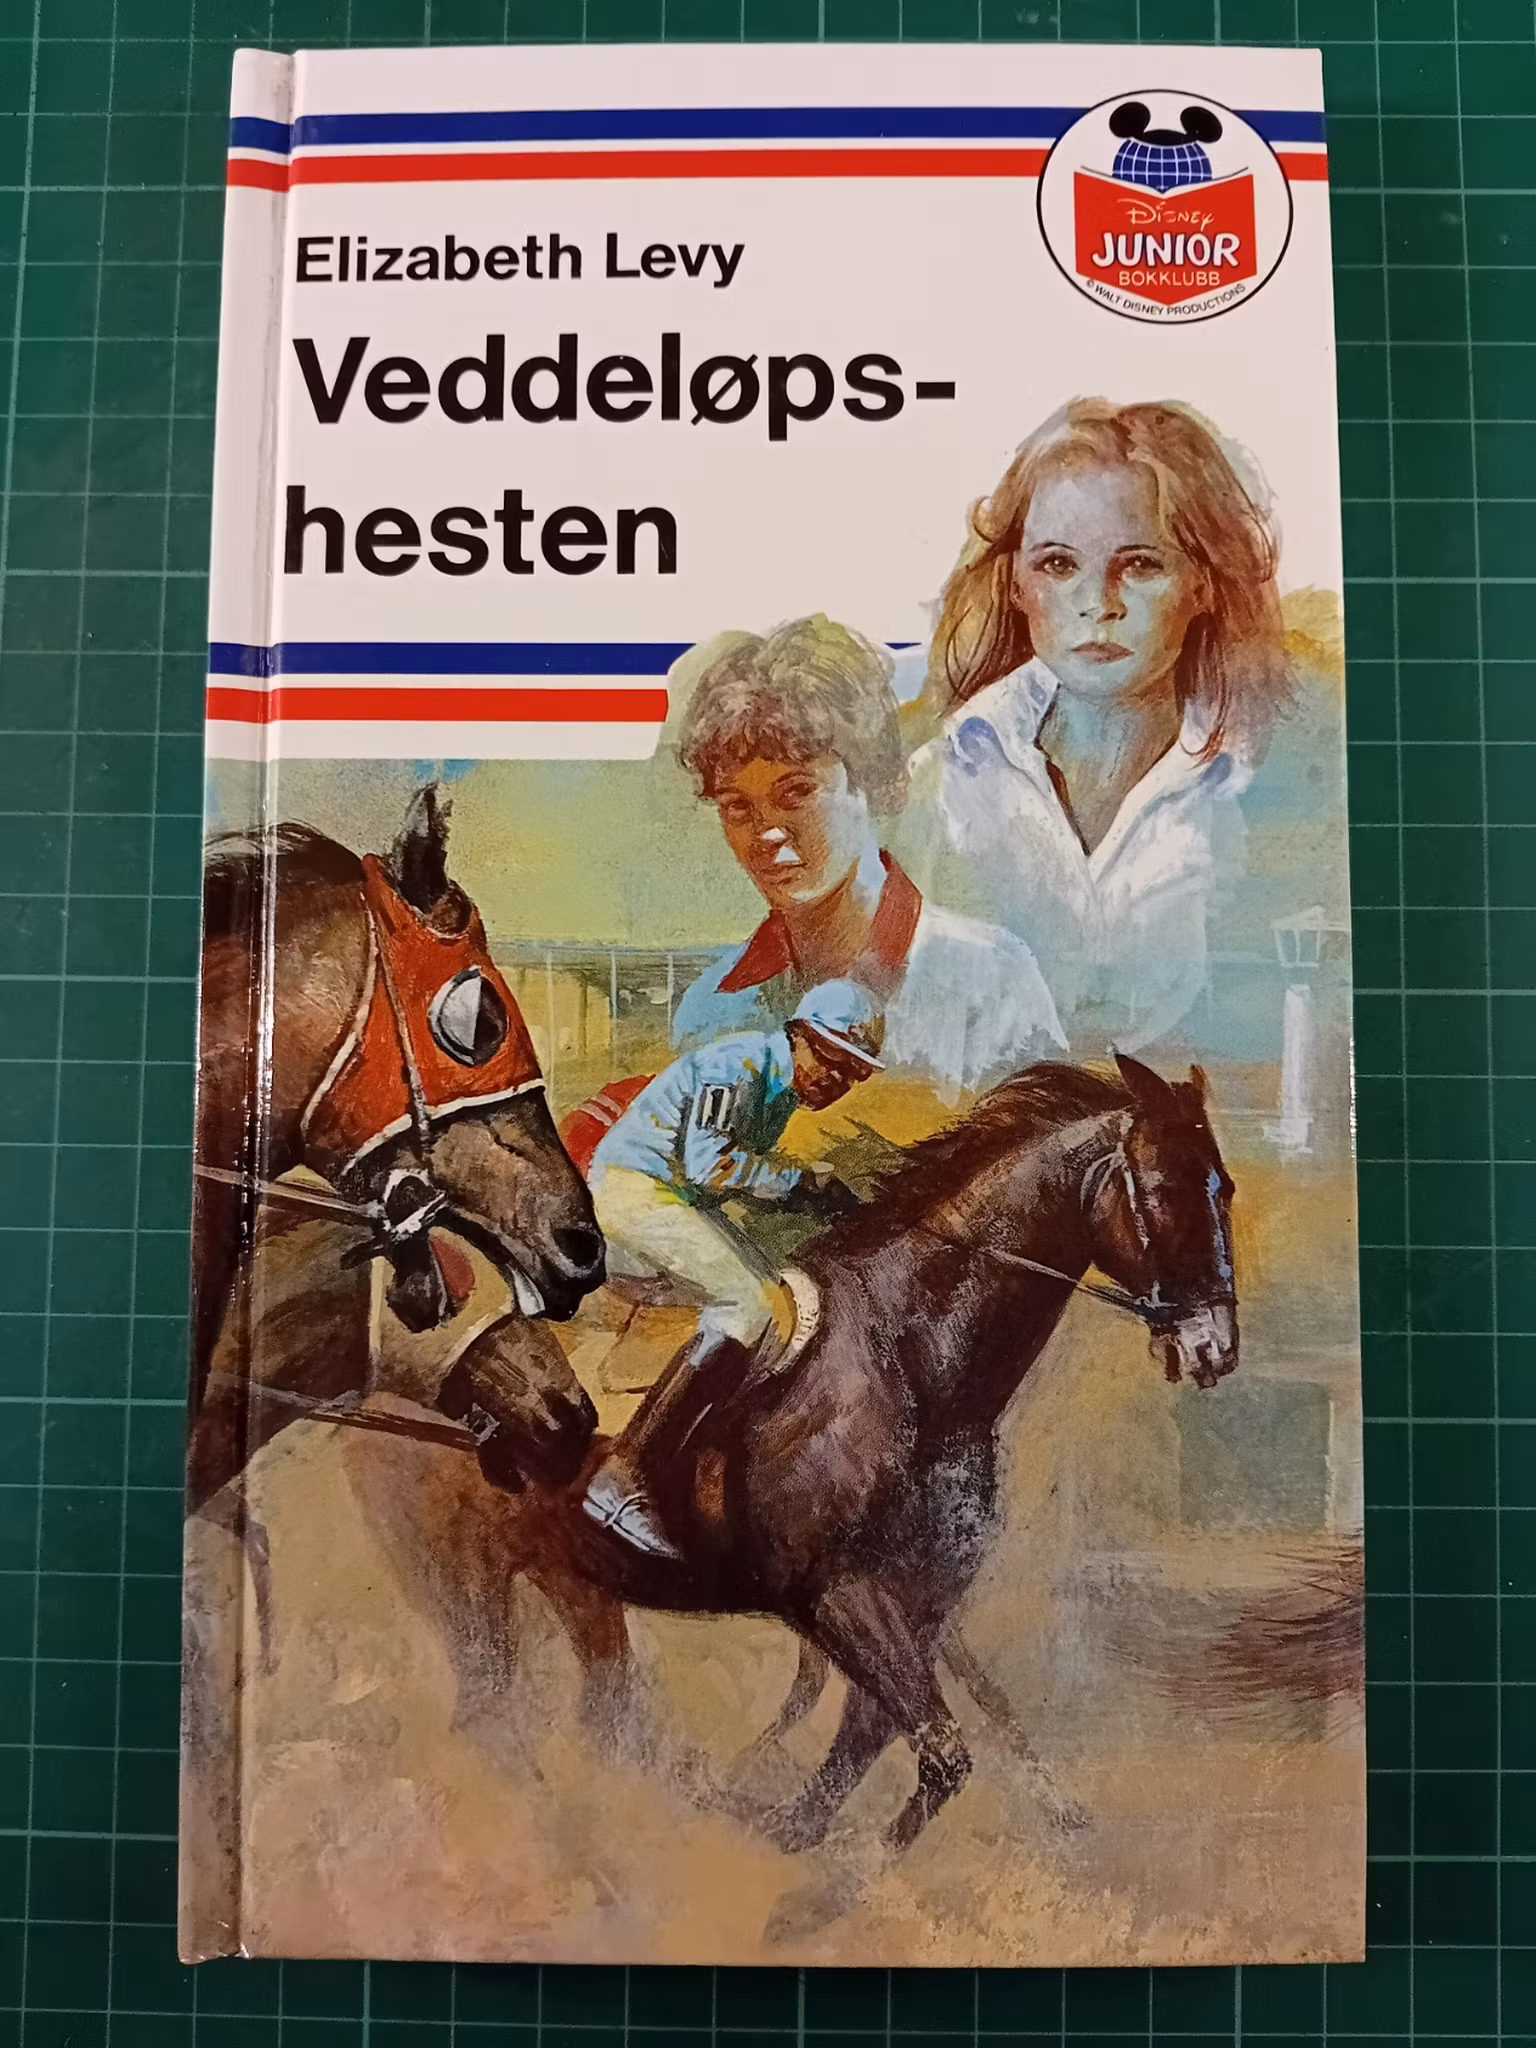 Elizabeth Levy
Veddeløps-
hesten
Disney
JUNIOR
BOKKLUBB
© WALT DISNEY PRODUCTIONS